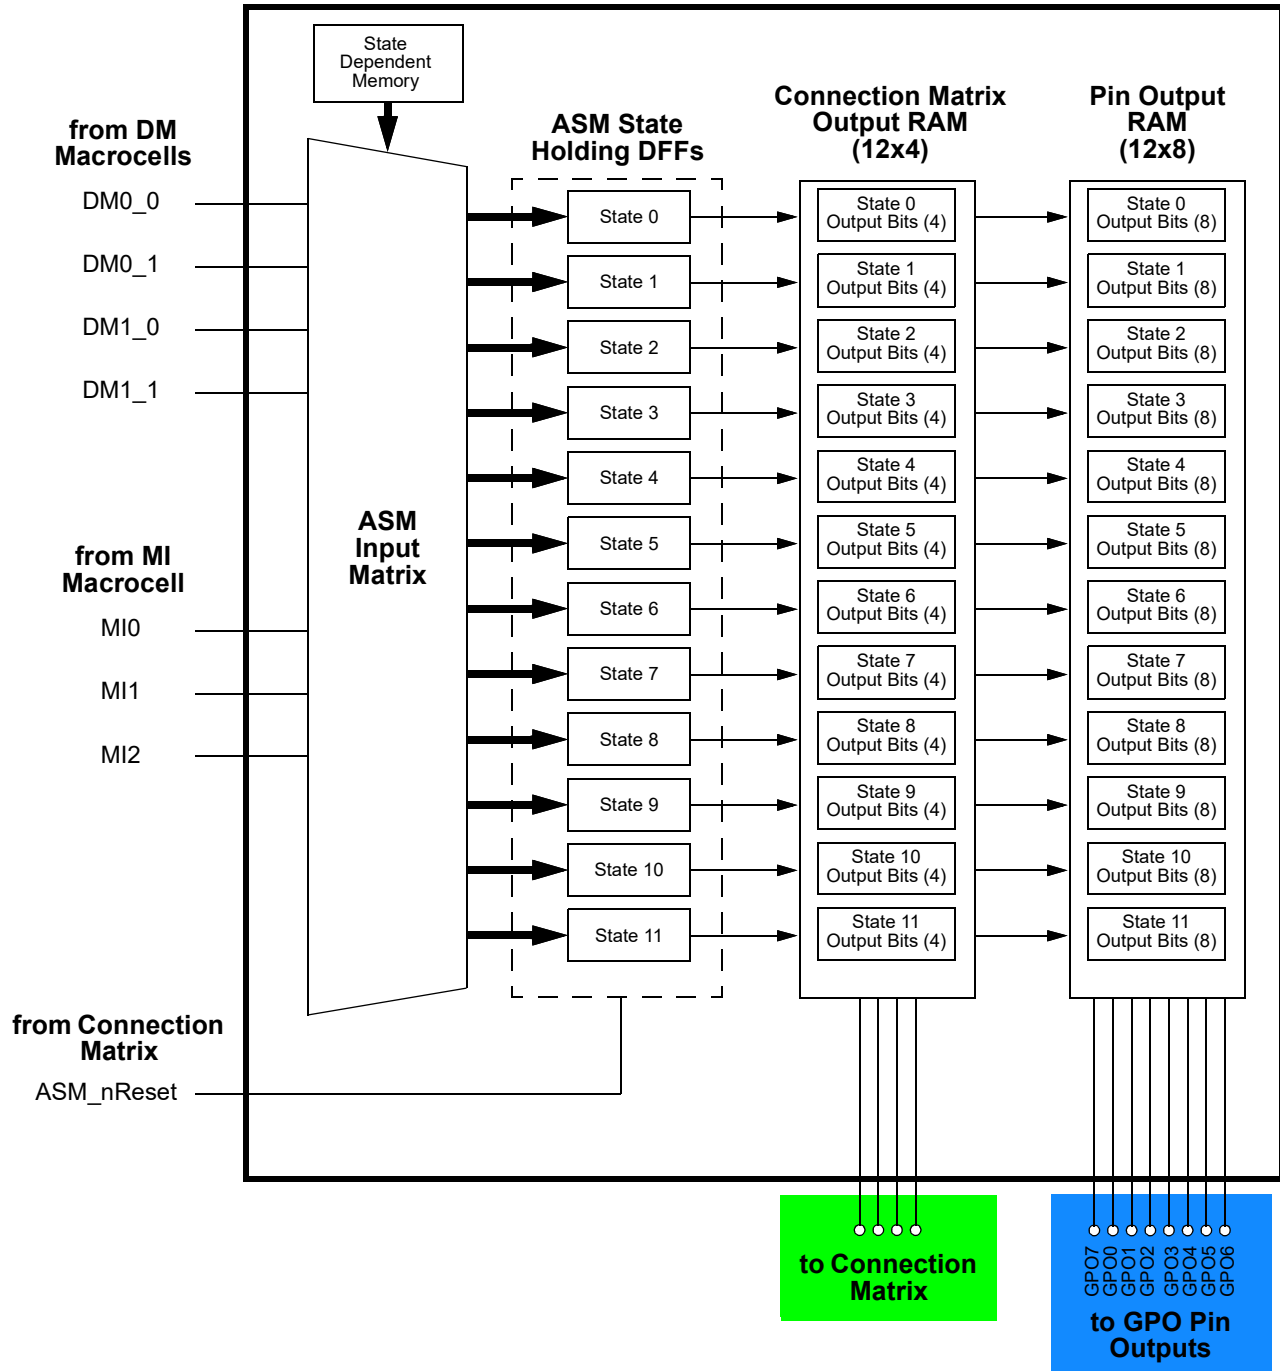 State
Dependent
Memory
from DM
Macrocells
DM0_0
DM0_1
DM1_0
DM1_1
from MI
Macrocell
MI0
MI1
MI2
from Connection
Matrix
ASM_nReset
ASM
Input
Matrix
ASM State
Holding DFFs
State 0
State 1
State 2
State 3
State 4
State 5
State 6
State 7
State 8
State 9
State 10
State 11
Connection Matrix
Output RAM
(12x4)
State 0
Output Bits (4)
State 1
Output Bits (4)
State 2
Output Bits (4)
State 3
Output Bits (4)
State 4
Output Bits (4)
State 5
Output Bits (4)
State 6
Output Bits (4)
State 7
Output Bits (4)
State 8
Output Bits (4)
State 9
Output Bits (4)
State 10
Output Bits (4)
State 11
Output Bits (4)
Pin Output
RAM
(12x8)
State 0
Output Bits (8)
State 1
Output Bits (8)
State 2
Output Bits (8)
State 3
Output Bits (8)
State 4
Output Bits (8)
State 5
Output Bits (8)
State 6
Output Bits (8)
State 7
Output Bits (8)
State 8
Output Bits (8)
State 9
Output Bits (8)
State 10
Output Bits (8)
State 11
Output Bits (8)
to Connection
Matrix
GPO7
GPO0
GPO1
GPO2
GPO3
GPO4
GPO5
GPO6
to GPO Pin
Outputs